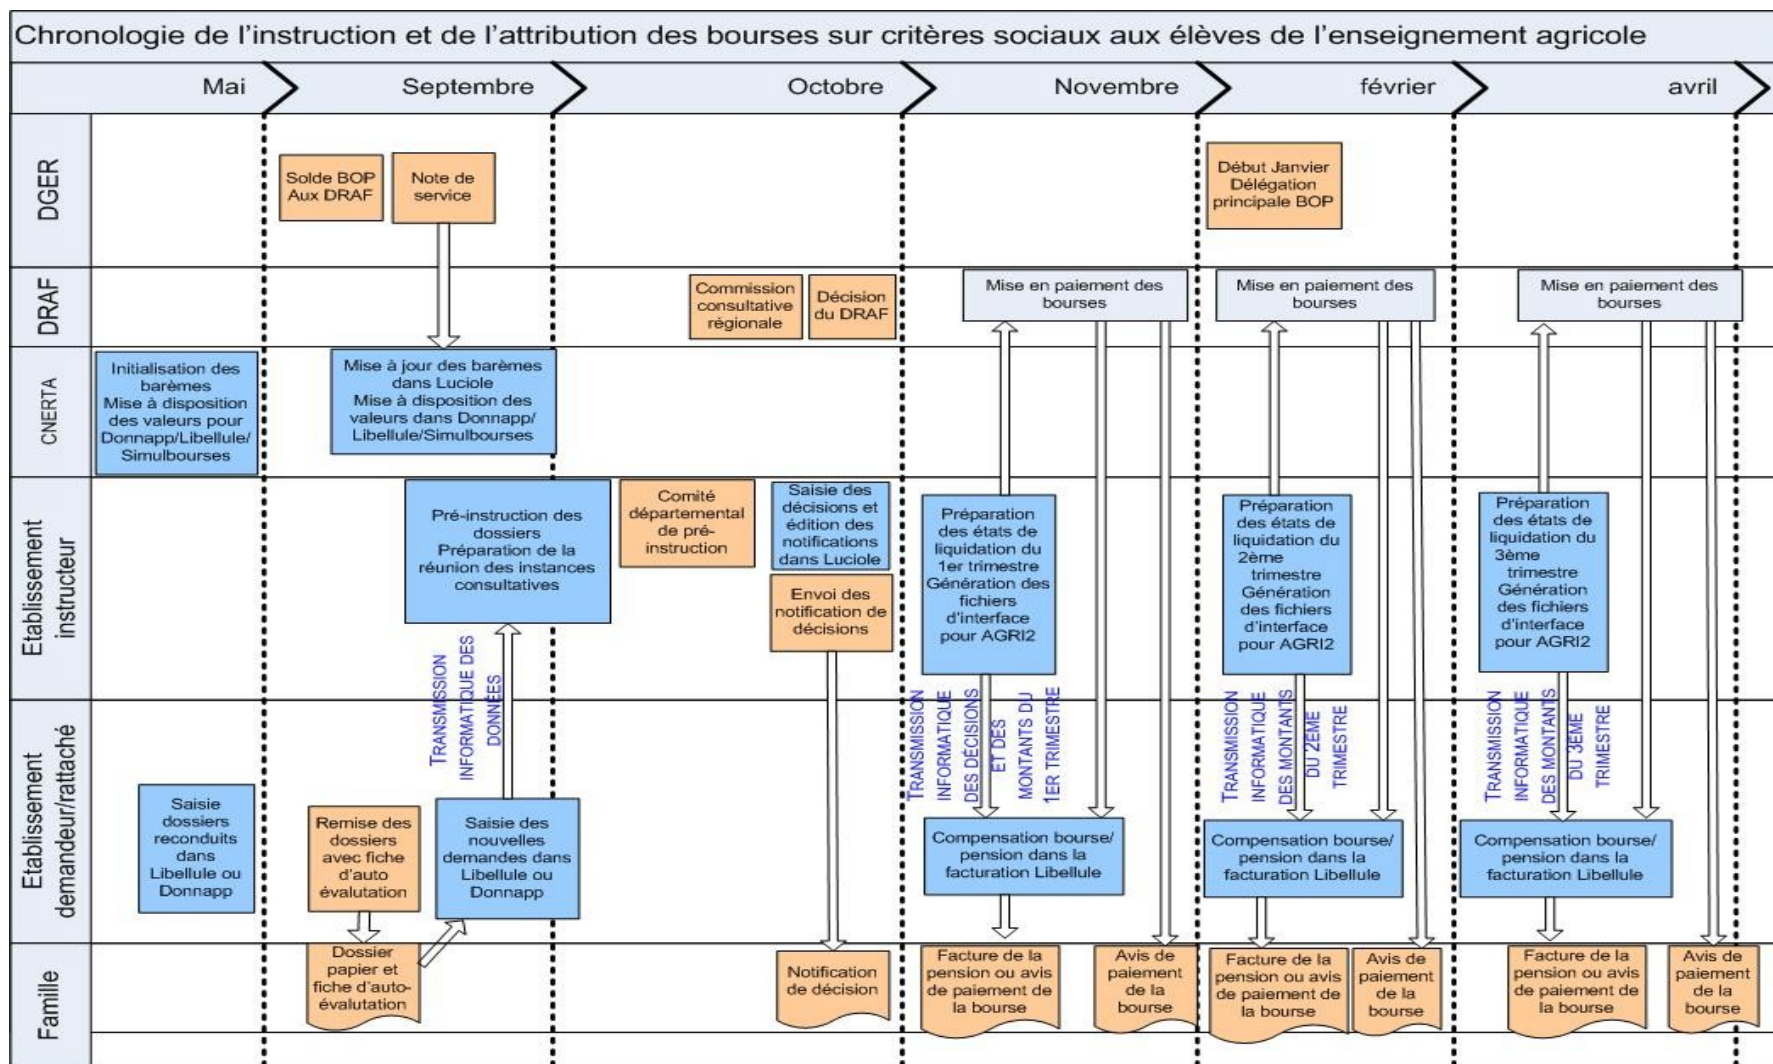 Chronologie de l'instruction et de l'attribution des bourses sur critères sociaux aux élèves de l'enseignement agricole
Mai
Septembre
Octobre
Novembre
février
avril
DGER
Solde BOP
Aux DRAF
Note de
service
Début Janvier
Délégation
principale BOP
DRAF
Commission
consultative
régionale
Décision
du DRAF
Mise en paiement des
bourses
Mise en paiement des
bourses
Mise en paiement des
bourses
CNERTA
Initialisation des
barèmes
Mise à disposition
des valeurs pour
Donnapp/Libellule/
Simulbourses
Mise à jour des barèmes
dans Luciole
Mise à disposition des
valeurs dans Donnapp/
Libellule/Simulbourses
Etablissement
instructeur
Pré-instruction des
dossiers
Préparation de la
réunion des instances
consultatives
Comité
départemental
de pré-
instruction
Saisie des
décisions et
édition des
notifications
dans Luciole
Envoi des
notification de
décisions
Préparation
des états de
liquidation du
1er trimestre
Génération des
fichiers
d'interface
pour AGRI2
Préparation
des états de
liquidation du
2ème
trimestre
Génération
des fichiers
d'interface
pour AGRI2
Préparation
des états de
liquidation du
3ème
trimestre
Génération
des fichiers
d'interface
pour AGRI2
TRANSMISSION
INFORMATIQUE DES
DONNÉES
TRANSMISSION
INFORMATIQUE
DES DÉCISIONS
ET DES
MONTANTS DU
1ER TRIMESTRE
TRANSMISSION
INFORMATIQUE
DES MONTANTS
DU 2EME
TRIMESTRE
TRANSMISSION
INFORMATIQUE
DES MONTANTS
DU 3EME
TRIMESTRE
Etablissement
demandeur/rattaché
Saisie
dossiers
reconduits
dans
Libellule ou
Donnapp
Remise des
dossiers
avec fiche
d'auto
évalutation
Saisie des
nouvelles
demandes dans
Libellule ou
Donnapp
Compensation bourse/
pension dans la
facturation Libellule
Compensation bourse/
pension dans la
facturation Libellule
Compensation bourse/
pension dans la
facturation Libellule
Famille
Dossier
papier et
fiche d'auto-
évalutation
Notification
de décision
Facture de la
pension ou avis
de paiement de
la bourse
Avis de
paiement
de la
bourse
Facture de la
pension ou avis
de paiement de
la bourse
Avis de
paiement
de la
bourse
Facture de la
pension ou avis
de paiement de
la bourse
Avis de
paiement
de la
bourse